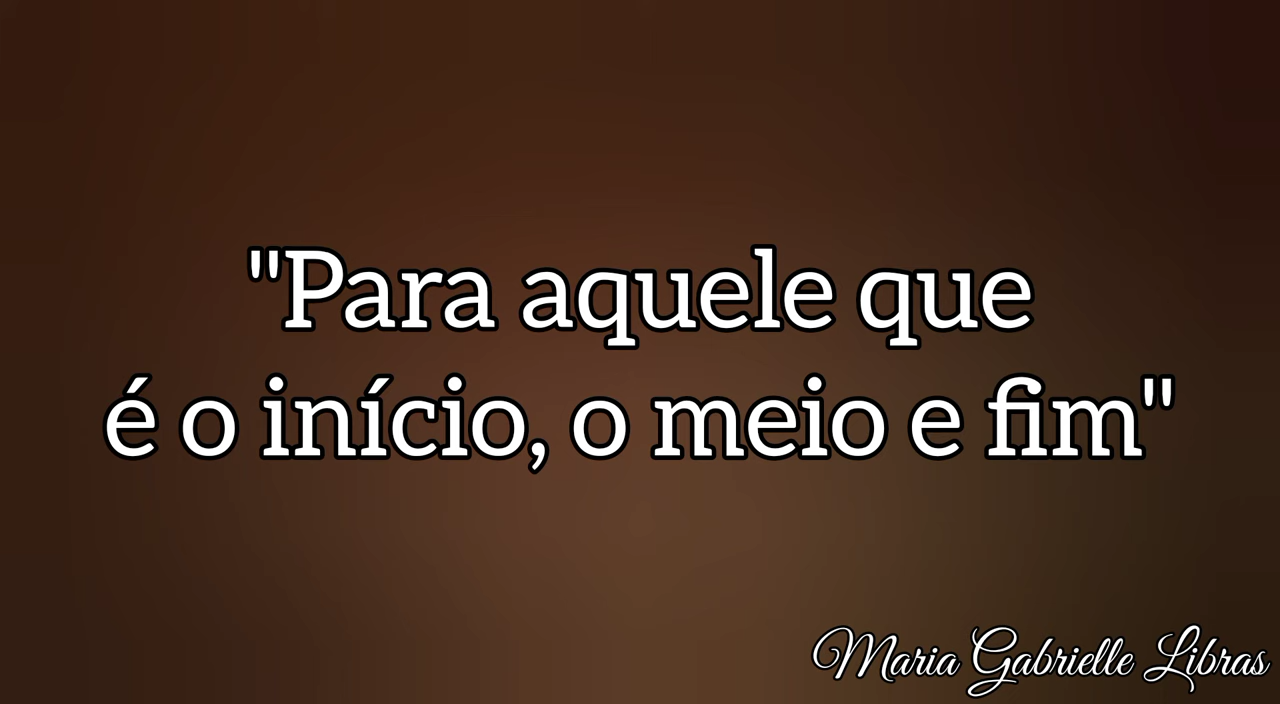 "Para aquele que
é o início, o meio e fim"
Maria Gabrielle Libras